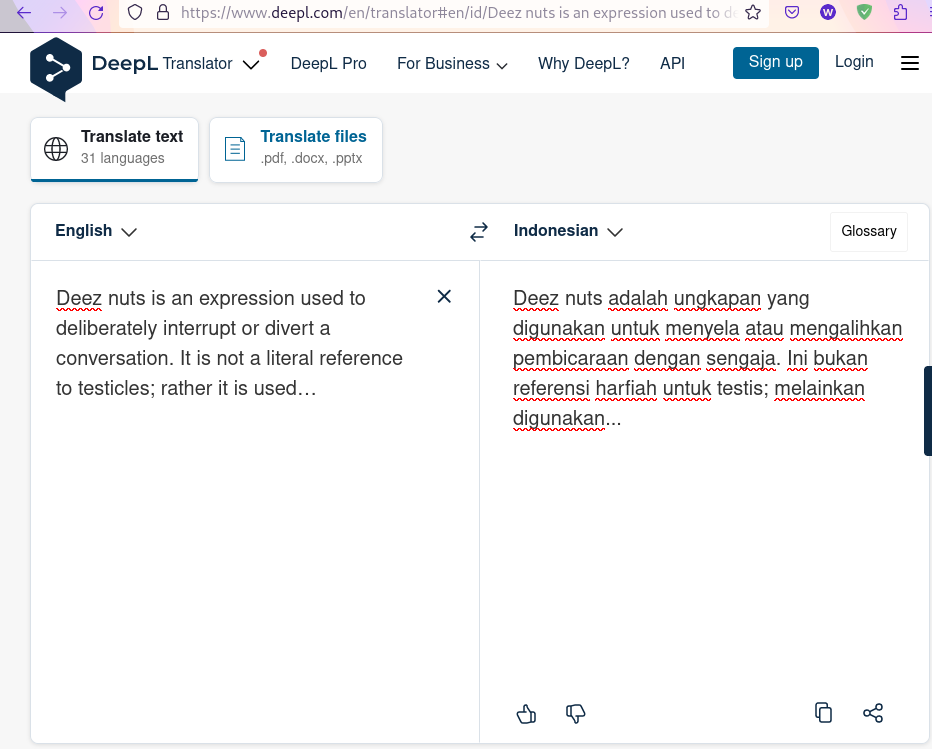 https://www.deepl.com/en/translator#en/id/Deez nuts is an expression used to d
W
DeepL Translator
DeepL Pro
For Business
Why DeepL?
API
Sign up
Login
Translate text
31 languages
Translate files
.pdf, .docx, .pptx
English
Indonesian
Glossary
Deez nuts is an expression used to
deliberately interrupt or divert a
conversation. It is not a literal reference
to testicles; rather it is used…
Deez nuts adalah ungkapan yang
digunakan untuk menyela atau mengalihkan
pembicaraan dengan sengaja. Ini bukan
referensi harfiah untuk testis; melainkan
digunakan...